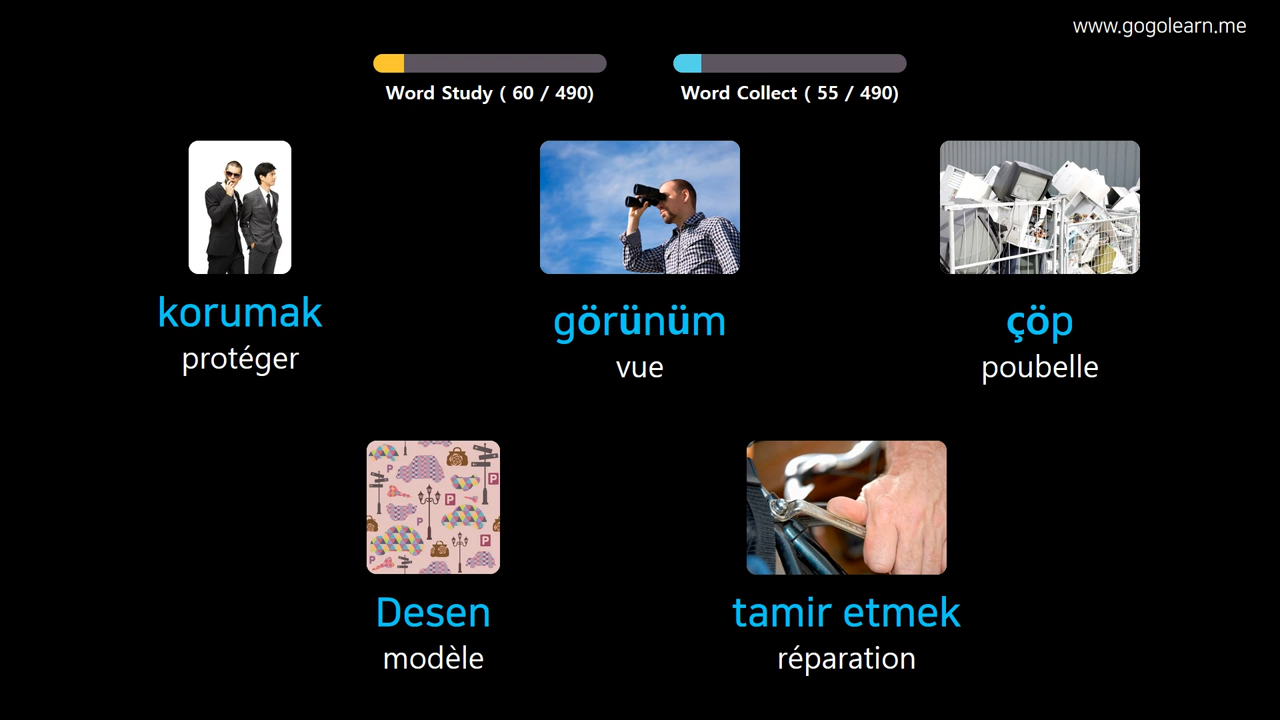 www.gogolearn.me
Word Study ( 60 / 490)
Word Collect ( 55 / 490)
korumak
protéger
görünüm
vue
çöp
poubelle
P
P
P
P
P
P
Desen
modèle
tamir etmek
réparation